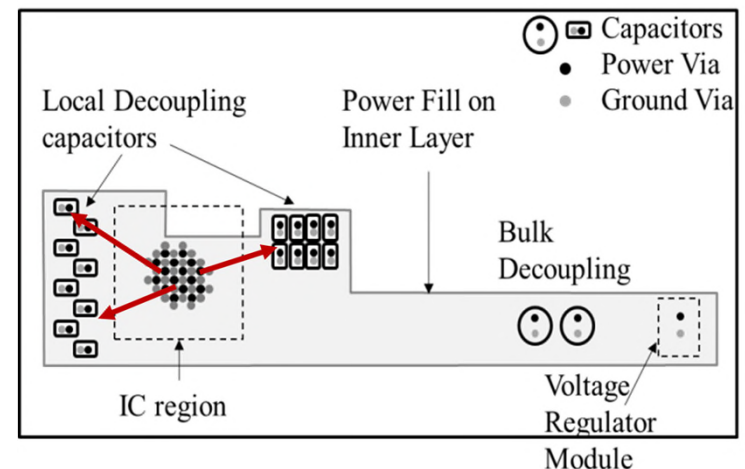 Capacitors
Power Via
Ground Via
Local Decoupling
capacitors
Power Fill on
Inner Layer
Bulk
Decoupling
IC region
Voltage
Regulator
Module